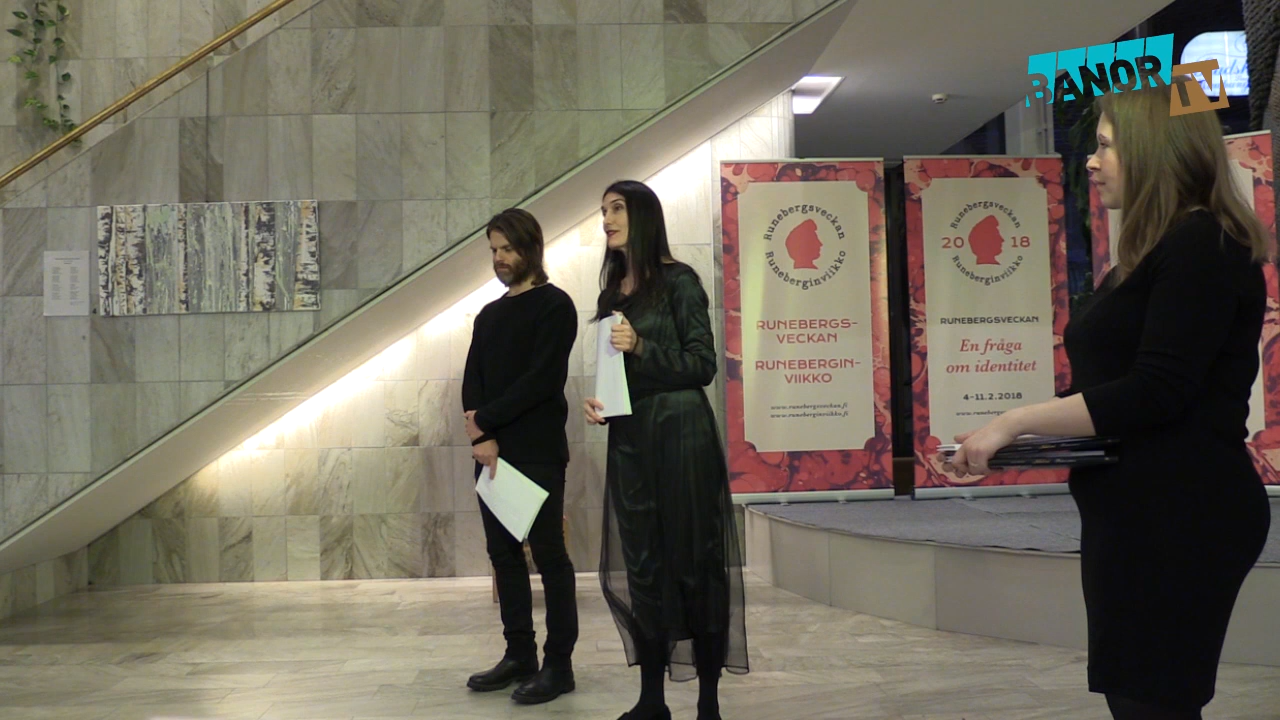 BANOR
TV
Runebergsveckan
Runeberginviikko
RUNEBERGS-
VECKAN
RUNEBERGIN-
VIIKKO
www.runebergsveckan.fi
www.runeberginviikko.fi
Runebergsveckan
20 18
Runeberginviikko
RUNEBERGSVECKAN
En fråga
om identitet
4-11.2.2018